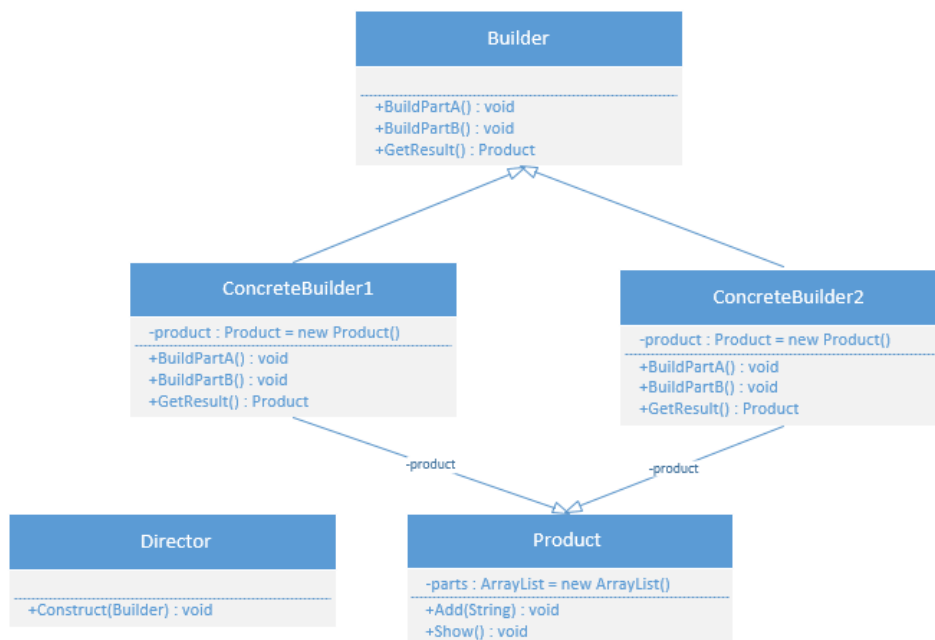 Builder
+BuildPartA() : void
+BuildPartB() : void
+GetResult() : Product
ConcreteBuilder1
-product : Product = new Product()
+BuildPartA() : void
+BuildPartB() : void
+GetResult() : Product
ConcreteBuilder2
-product : Product = new Product()
+BuildPartA() : void
+BuildPartB() : void
+GetResult() : Product
-product
-product
Director
+Construct(Builder) : void
Product
-parts : ArrayList = new ArrayList()
+Add(String) : void
+Show() : void